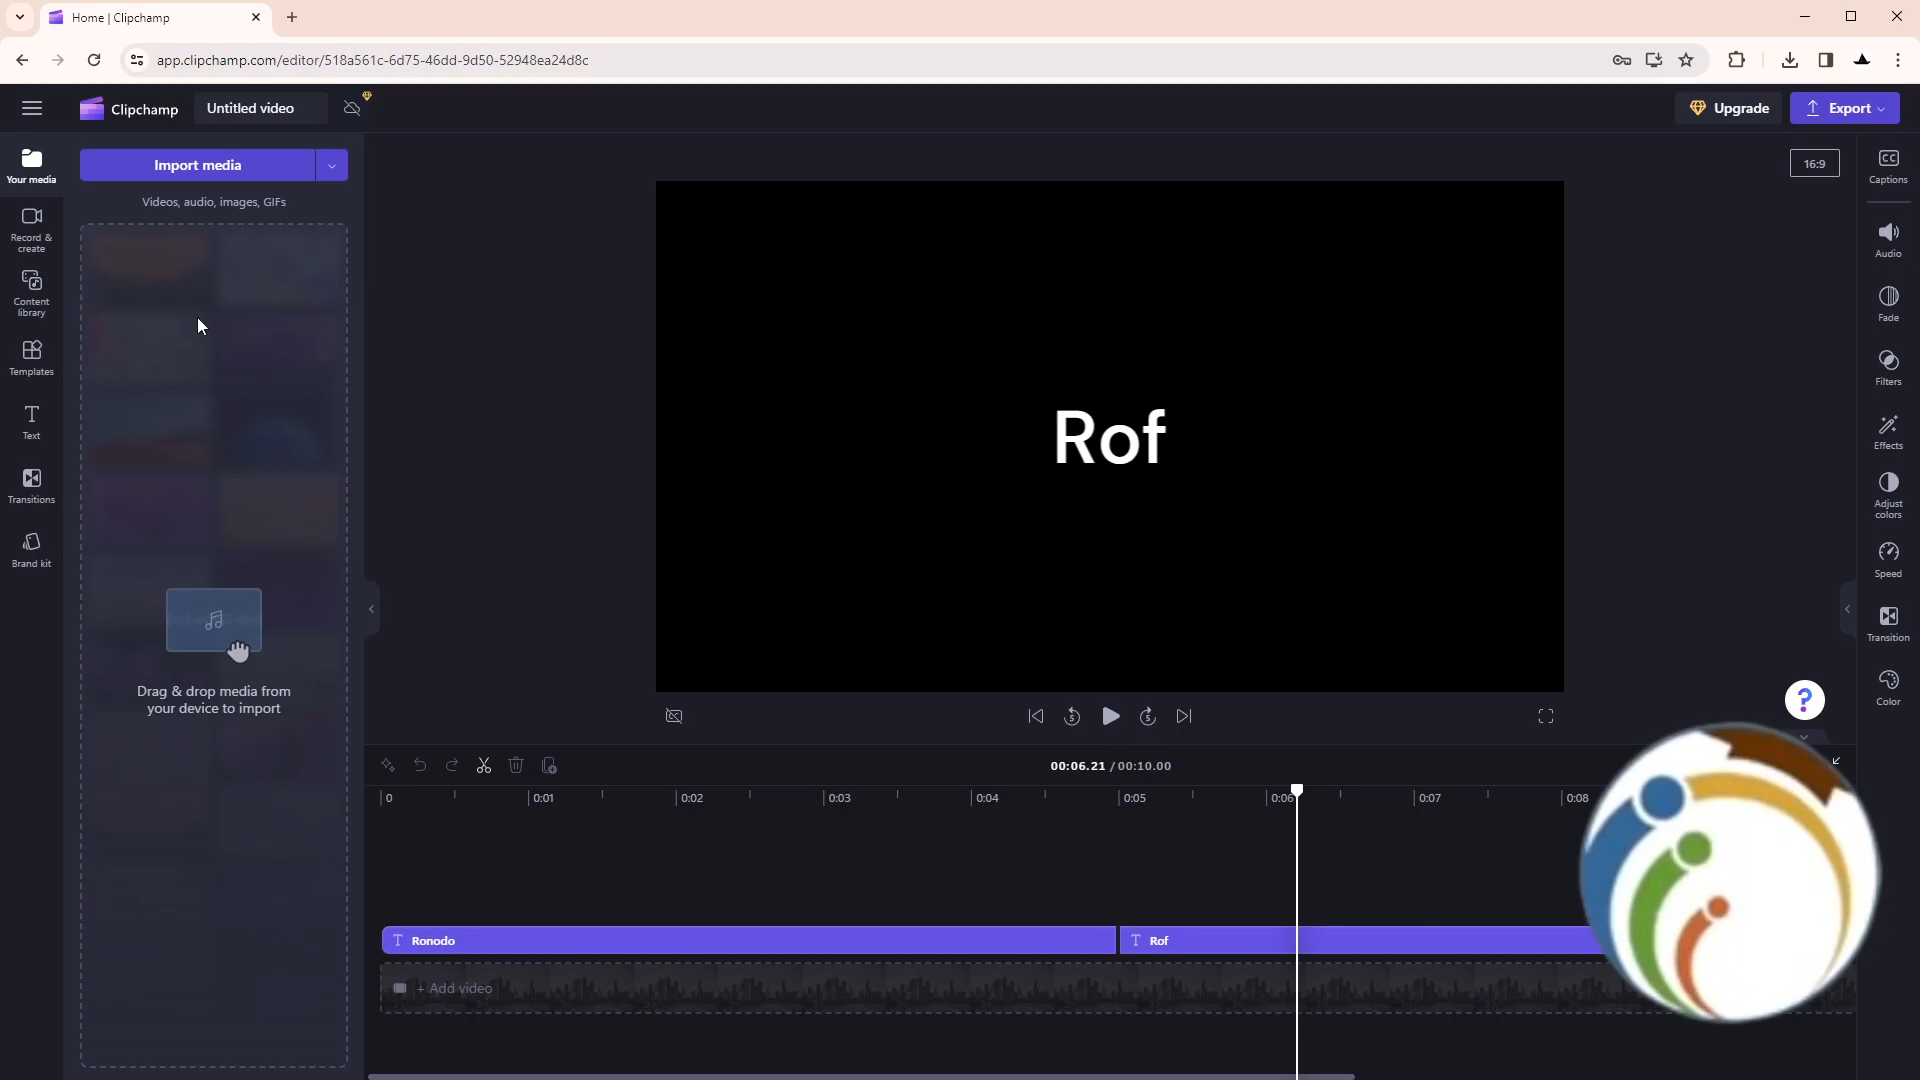 Home | Clipchamp
app.clipchamp.com/editor/518a561c-6d75-46dd-9d50-52948ea24d8c
Clipchamp
Untitled video
Upgrade
Export
Your media
Record &
create
Content
library
Templates
Text
Transitions
Brand kit
Import media
Videos, audio, images, GIFs
Drag & drop media from
your device to import
16:9
Rof
Captions
Audio
Fade
Filters
Effects
Adjust
colors
Speed
Transition
Color
?
5
5
00:06.21 / 00:10.00
0 0:01 0:02 0:03 0:04 0:05 0:06 0:07 0:08
T Ronodo
T Rof
+ Add video